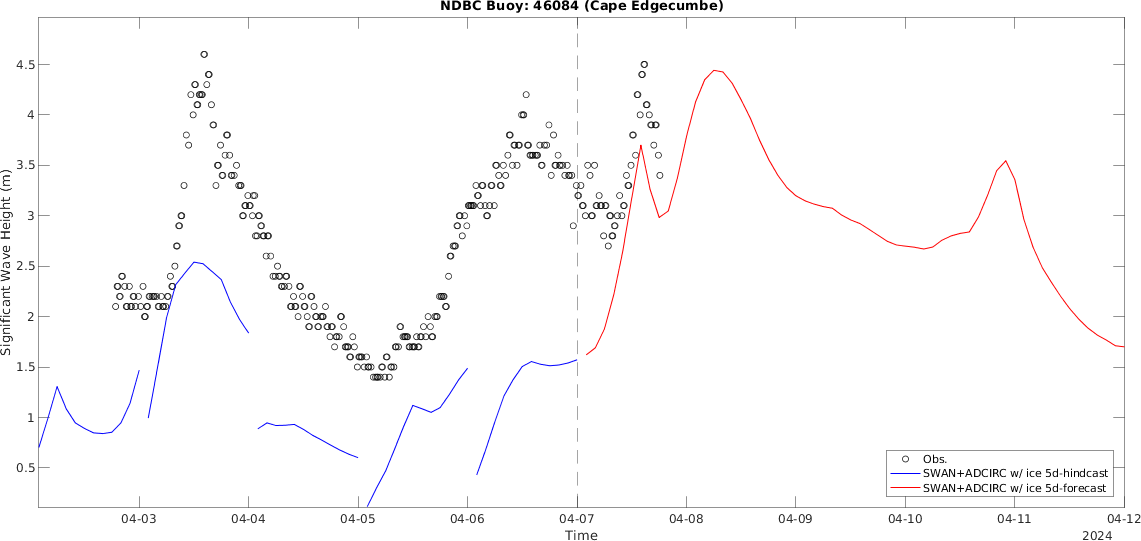 NDBC Buoy: 46084 (Cape Edgecumbe)
Significant Wave Height (m)
4.5
4
3.5
3
2.5
2
1.5
1
0.5
Obs.
SWAN+ADCIRC w/ ice 5d-hindcast
SWAN+ADCIRC w/ ice 5d-forecast
04-03 04-04 04-05 04-06 04-07 04-08 04-09 04-10 04-11 04-12
Time
2024